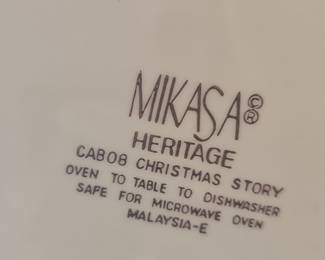 MIKASA © ®
HERITAGE
CAB08 CHRISTMAS STORY
OVEN TO TABLE TO DISHWASHER
SAFE FOR MICROWAVE OVEN
MALAYSIA-E